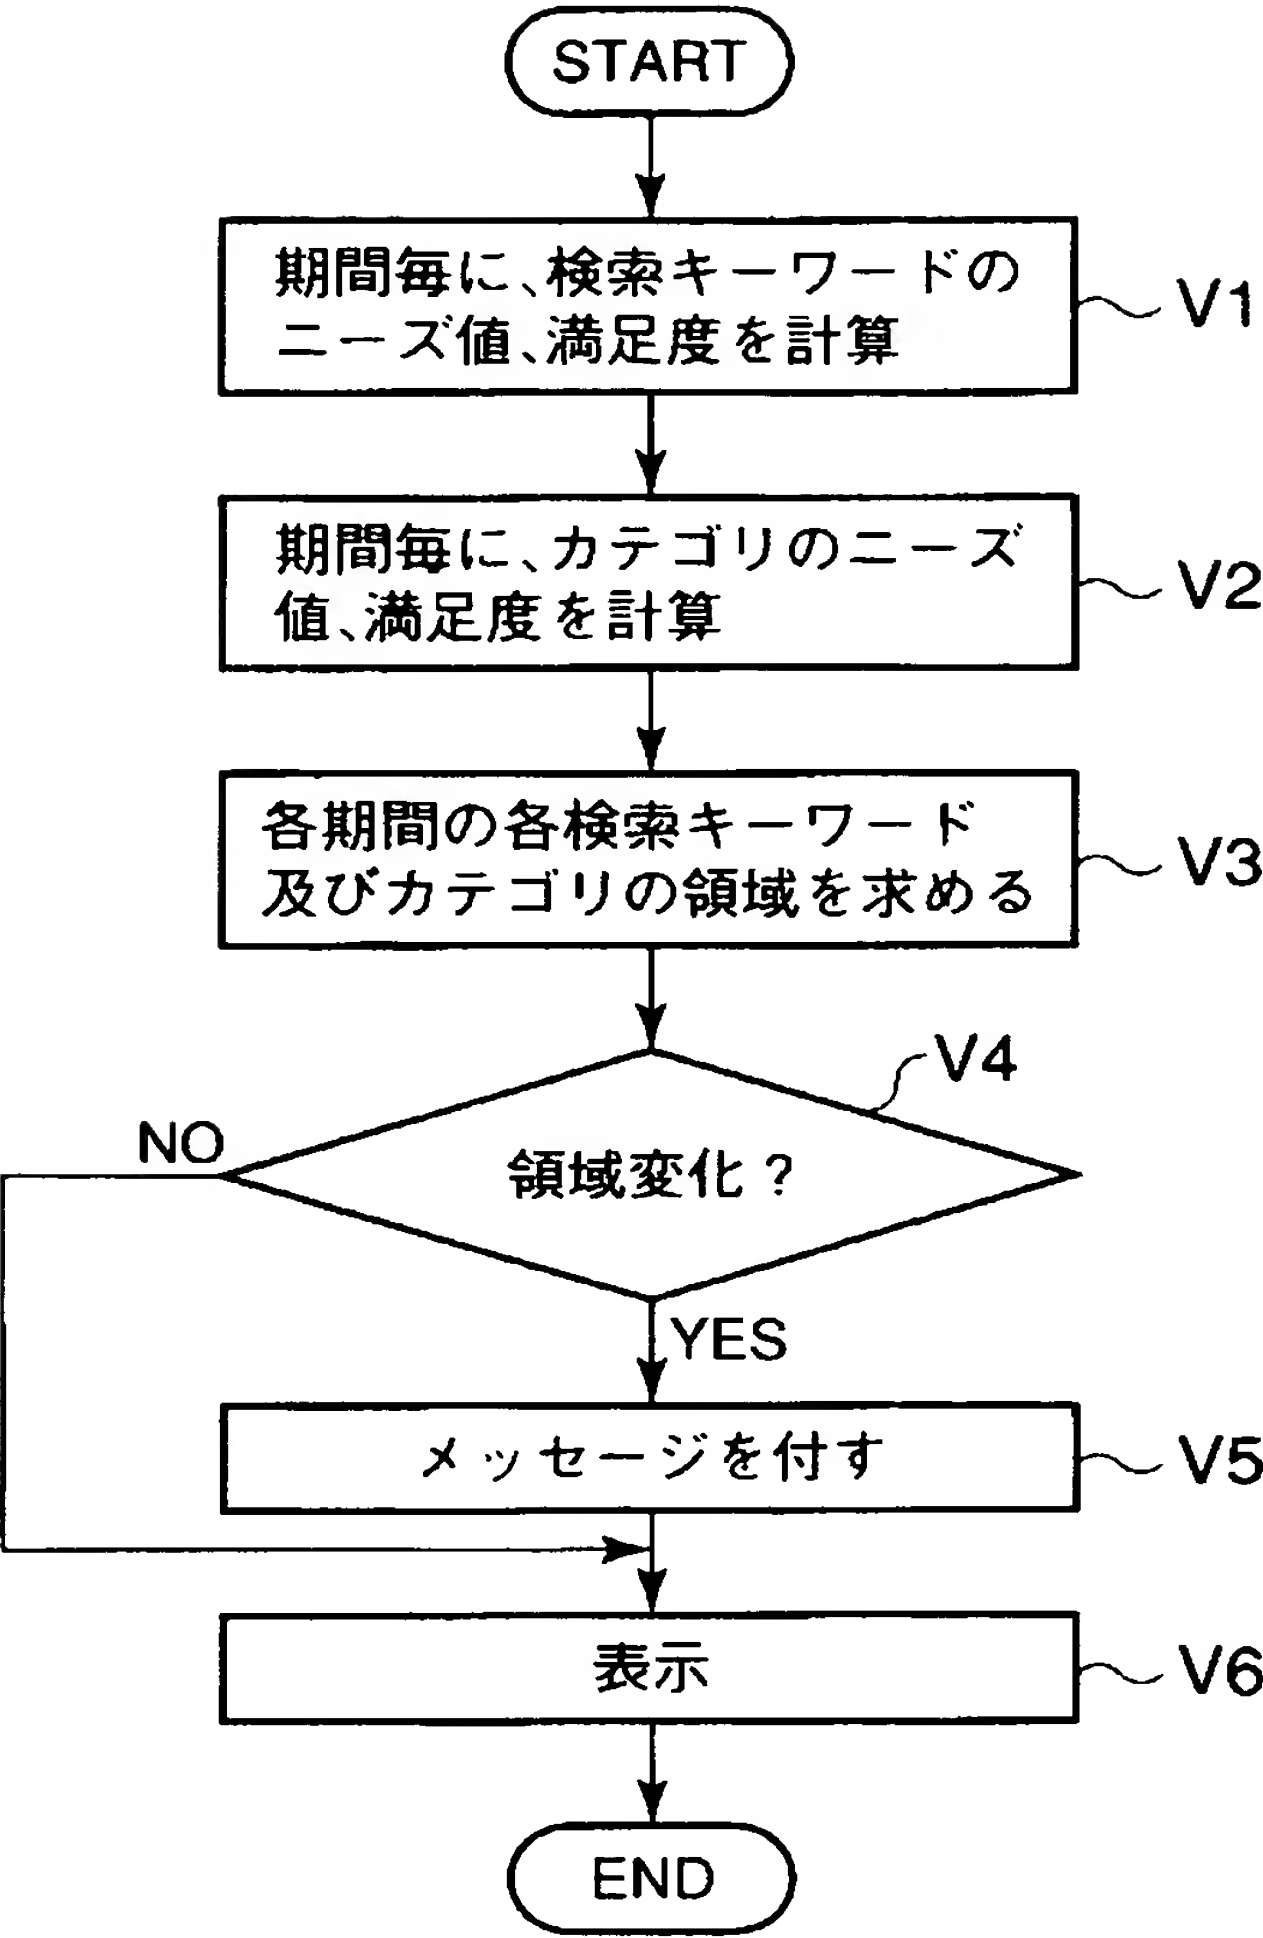 START
期間毎に、検索キーワードの
ニーズ値、満足度を計算
V1
期間毎に、カテゴリのニーズ
値、満足度を計算
V2
各期間の各検索キーワード
及びカテゴリの領域を求める
V3
V4
NO
領域変化？
YES
メッセージを付す
V5
表示
V6
END